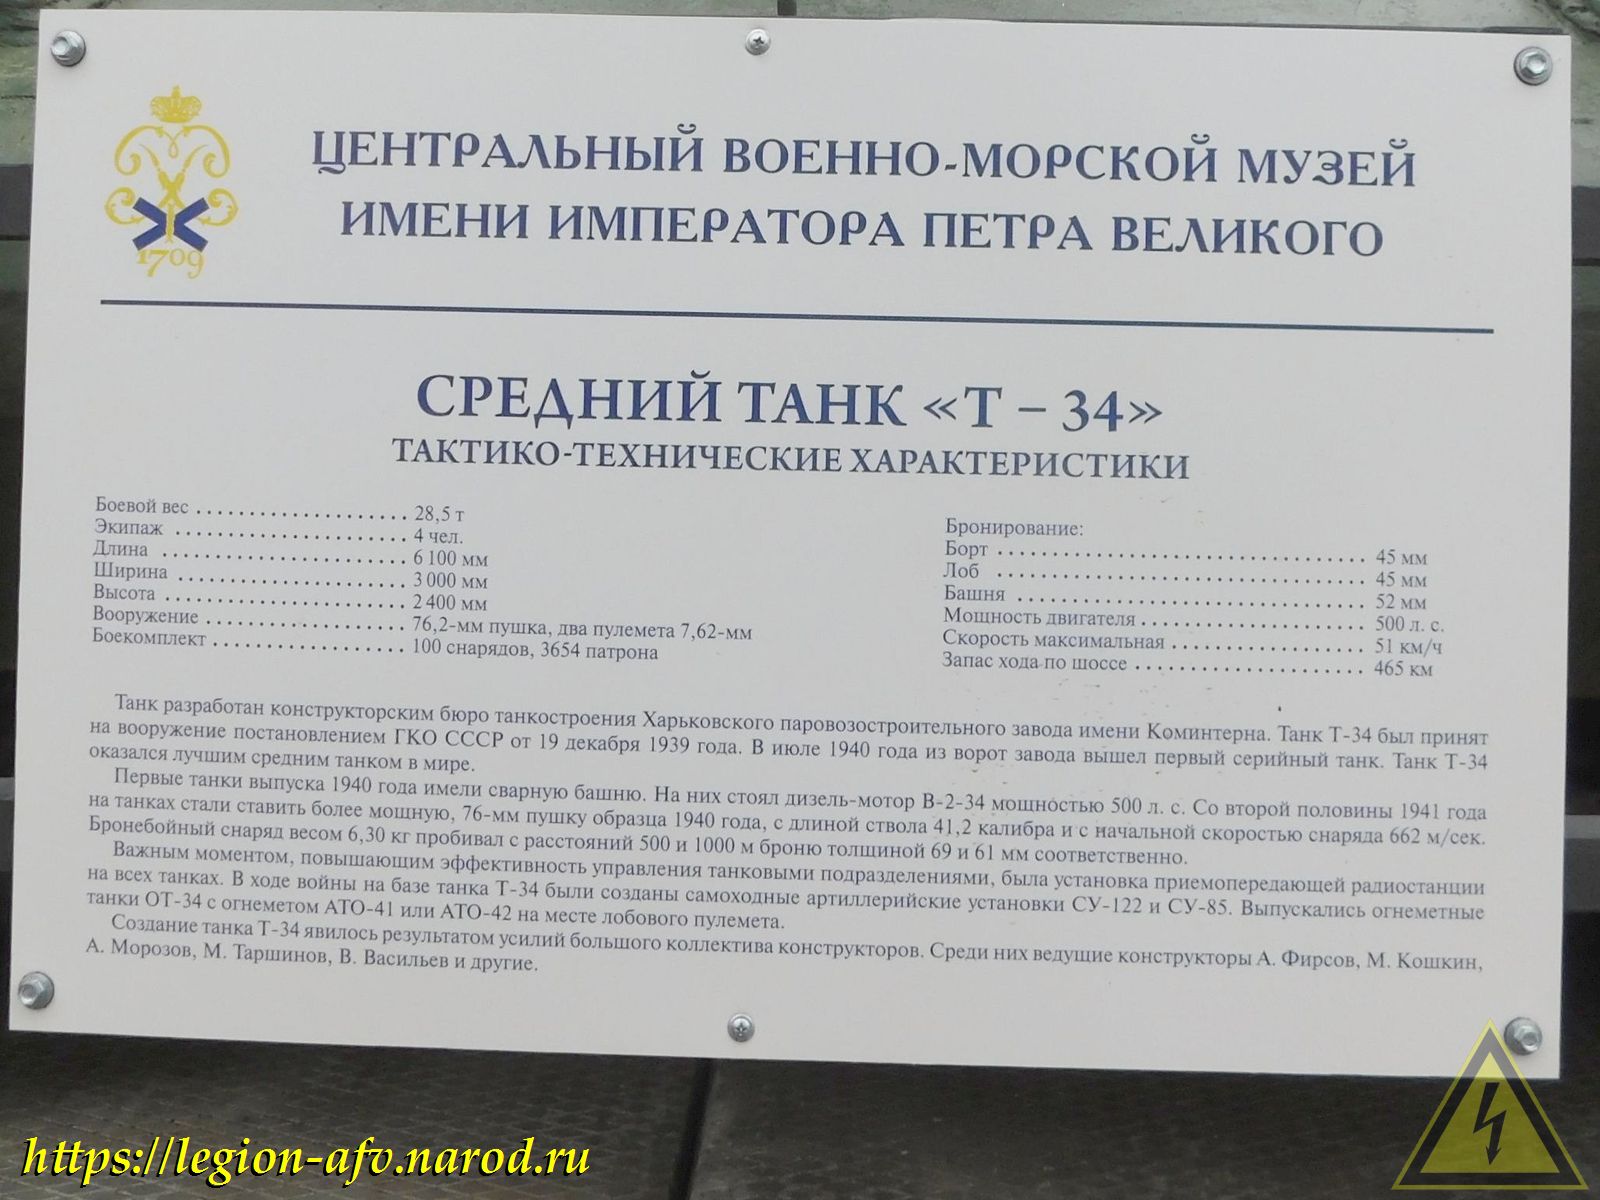 1709
ЦЕНТРАЛЬНЫЙ ВОЕННО-МОРСКОЙ МУЗЕЙ
ИМЕНИ ИМПЕРАТОРА ПЕТРА ВЕЛИКОГО
СРЕДНИЙ ТАНК «Т – 34»
ТАКТИКО-ТЕХНИЧЕСКИЕ ХАРАКТЕРИСТИКИ
Боевой вес .................... 28,5 т
Экипаж ...................... 4 чел.
Длина ....................... 6 100 мм
Ширина ...................... 3 000 мм
Высота ....................... 2 400 мм
Вооружение ................... 76,2-мм пушка, два пулемета 7,62-мм
Боекомплект .................. 100 снарядов, 3654 патрона
Бронирование:
Борт .................................. 45 мм
Лоб .................................. 45 мм
Башня ................................ 52 мм
Мощность двигателя ..................... 500 л. с.
Скорость максимальная .................. 51 км/ч
Запас хода по шоссе ...................... 465 км
Танк разработан конструкторским бюро танкостроения Харьковского паровозостроительного завода имени Коминтерна. Танк Т-34 был принят
на вооружение постановлением ГКО СССР от 19 декабря 1939 года. В июле 1940 года из ворот завода вышел первый серийный танк. Танк Т-34
оказался лучшим средним танком в мире.
Первые танки выпуска 1940 года имели сварную башню. На них стоял дизель-мотор В-2-34 мощностью 500 л. с. Со второй половины 1941 года
на танках стали ставить более мощную, 76-мм пушку образца 1940 года, с длиной ствола 41,2 калибра и с начальной скоростью снаряда 662 м/сек.
Бронебойный снаряд весом 6,30 кг пробивал с расстояний 500 и 1000 м броню толщиной 69 и 61 мм соответственно.
Важным моментом, повышающим эффективность управления танковыми подразделениями, была установка приемопередающей радиостанции
на всех танках. В ходе войны на базе танка Т-34 были созданы самоходные артиллерийские установки СУ-122 и СУ-85. Выпускались огнеметные
танки ОТ-34 с огнеметом АТО-41 или АТО-42 на месте лобового пулемета.
Создание танка Т-34 явилось результатом усилий большого коллектива конструкторов. Среди них ведущие конструкторы А. Фирсов, М. Кошкин,
А. Морозов, М. Таршинов, В. Васильев и другие.
https://legion-afv.narod.ru